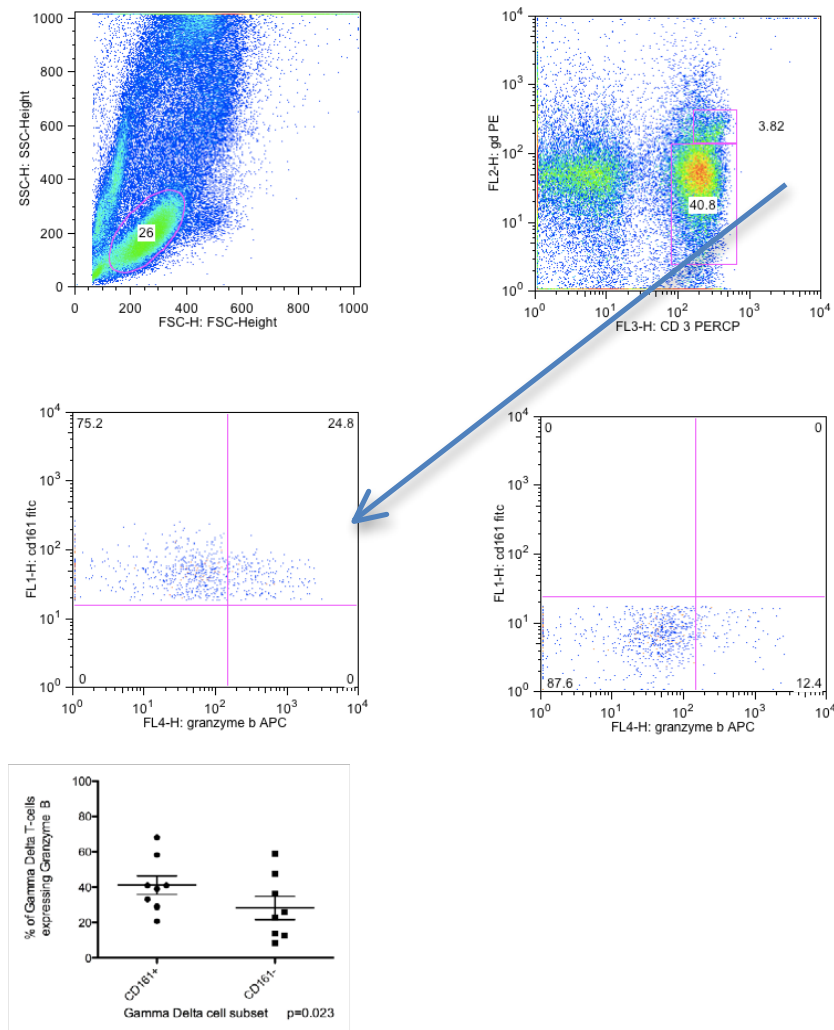 1000
800
600
400
200
0
SSC-H: SSC-Height
26
0 200 400 600 800 1000
FSC-H: FSC-Height
10^4
10^3
10^2
10^1
10^0
FL2-H: gd PE
3.82
40.8
10^0 10^1 10^2 10^3 10^4
FL3-H: CD 3 PERCP
10^4
10^3
10^2
10^1
10^0
FL1-H: cd161 fitc
75.2 24.8
0 0
10^0 10^1 10^2 10^3 10^4
FL4-H: granzyme b APC
10^4
10^3
10^2
10^1
10^0
FL1-H: cd161 fitc
0 0
87.6 12.4
10^0 10^1 10^2 10^3 10^4
FL4-H: granzyme b APC
% of Gamma Delta T-cells
expressing Granzyme B
100
80
60
40
20
0
CD161+ CD161-
Gamma Delta cell subset p=0.023